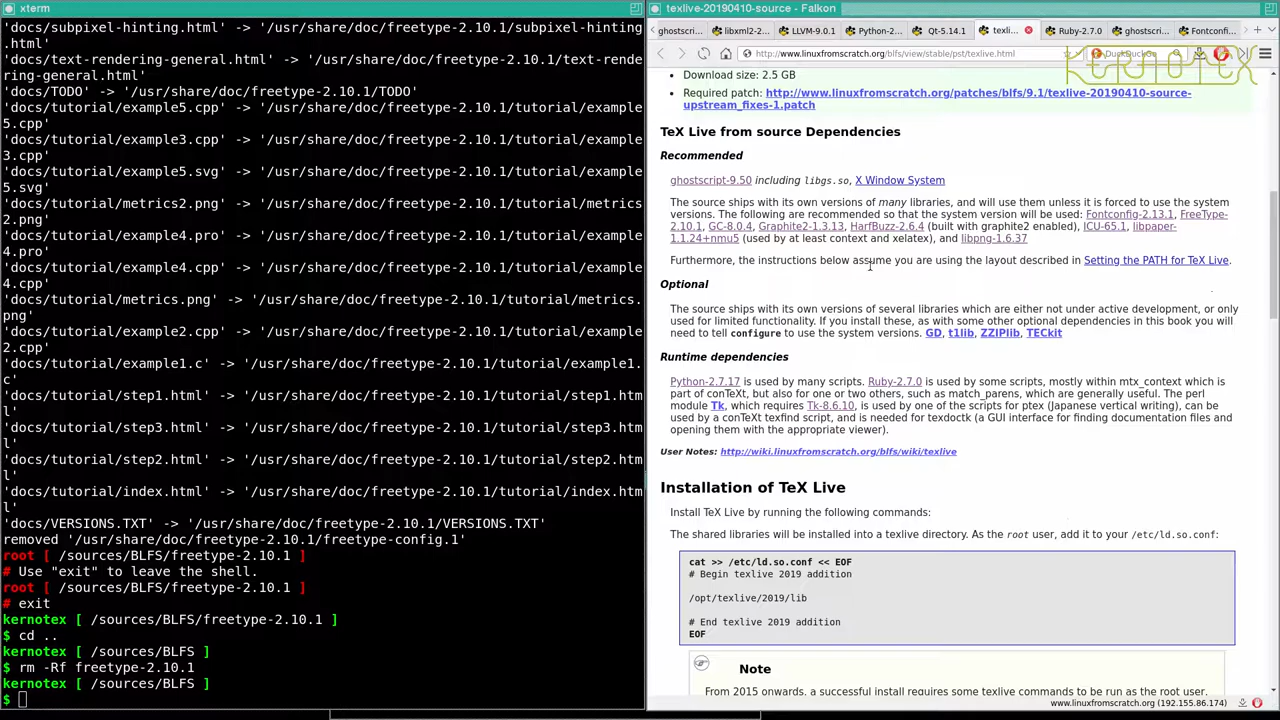 xterm
'docs/subpixel-hinting.html' -> '/usr/share/doc/freetype-2.10.1/subpixel-hinting
.html'
'docs/text-rendering-general.html' -> '/usr/share/doc/freetype-2.10.1/text-rende
ring-general.html'
'docs/TODO' -> '/usr/share/doc/freetype-2.10.1/TODO'
'docs/tutorial/example5.cpp' -> '/usr/share/doc/freetype-2.10.1/tutorial/example
5.cpp'
'docs/tutorial/example3.cpp' -> '/usr/share/doc/freetype-2.10.1/tutorial/example
3.cpp'
'docs/tutorial/example5.svg' -> '/usr/share/doc/freetype-2.10.1/tutorial/example
5.svg'
'docs/tutorial/metrics2.png' -> '/usr/share/doc/freetype-2.10.1/tutorial/metrics
2.png'
'docs/tutorial/example4.pro' -> '/usr/share/doc/freetype-2.10.1/tutorial/example
4.pro'
'docs/tutorial/example4.cpp' -> '/usr/share/doc/freetype-2.10.1/tutorial/example
4.cpp'
'docs/tutorial/metrics.png' -> '/usr/share/doc/freetype-2.10.1/tutorial/metrics.
png'
'docs/tutorial/example2.cpp' -> '/usr/share/doc/freetype-2.10.1/tutorial/example
2.cpp'
'docs/tutorial/example1.c' -> '/usr/share/doc/freetype-2.10.1/tutorial/example1.
c'
'docs/tutorial/step1.html' -> '/usr/share/doc/freetype-2.10.1/tutorial/step1.htm
l'
'docs/tutorial/step3.html' -> '/usr/share/doc/freetype-2.10.1/tutorial/step3.htm
l'
'docs/tutorial/step2.html' -> '/usr/share/doc/freetype-2.10.1/tutorial/step2.htm
l'
'docs/tutorial/index.html' -> '/usr/share/doc/freetype-2.10.1/tutorial/index.htm
l'
'docs/VERSIONS.TXT' -> '/usr/share/doc/freetype-2.10.1/VERSIONS.TXT'
removed '/usr/share/doc/freetype-2.10.1/freetype-config.1'
root [ /sources/BLFS/freetype-2.10.1 ]
# Use "exit" to leave the shell.
root [ /sources/BLFS/freetype-2.10.1 ]
# exit
kernotex [ /sources/BLFS/freetype-2.10.1 ]
$ cd ..
kernotex [ /sources/BLFS ]
$ rm -Rf freetype-2.10.1
kernotex [ /sources/BLFS ]
$
texlive-20190410-source - Falkon
ghostscri... libxml2-2... LLVM-9.0.1 Python-2... Qt-5.14.1 texli... Ruby-2.7.0 ghostscr... Fontconfi...
http://www.linuxfromscratch.org/blfs/view/stable/pst/texlive.html DuckDuckGo
KERNOTEX
• Download size: 2.5 GB
• Required patch: http://www.linuxfromscratch.org/patches/blfs/9.1/texlive-20190410-source-
upstream_fixes-1.patch
TeX Live from source Dependencies
Recommended
ghostscript-9.50 including libgs.so, X Window System
The source ships with its own versions of many libraries, and will use them unless it is forced to use the system
versions. The following are recommended so that the system version will be used: Fontconfig-2.13.1, FreeType-
2.10.1, GC-8.0.4, Graphite2-1.3.13, HarfBuzz-2.6.4 (built with graphite2 enabled), ICU-65.1, libpaper-
1.1.24+nmu5 (used by at least context and xelatex), and libpng-1.6.37
Furthermore, the instructions below assume you are using the layout described in Setting the PATH for TeX Live.
Optional
The source ships with its own versions of several libraries which are either not under active development, or only
used for limited functionality. If you install these, as with some other optional dependencies in this book you will
need to tell configure to use the system versions. GD, t1lib, ZZIPlib, TECkit
Runtime dependencies
Python-2.7.17 is used by many scripts. Ruby-2.7.0 is used by some scripts, mostly within mtx_context which is
part of conTeXt, but also for one or two others, such as match_parens, which are generally useful. The perl
module Tk, which requires Tk-8.6.10, is used by one of the scripts for ptex (Japanese vertical writing), can be
used by a conTeXt texfind script, and is needed for texdoctk (a GUI interface for finding documentation files and
opening them with the appropriate viewer).
User Notes: http://wiki.linuxfromscratch.org/blfs/wiki/texlive
Installation of TeX Live
Install TeX Live by running the following commands:
The shared libraries will be installed into a texlive directory. As the root user, add it to your /etc/ld.so.conf:
cat >> /etc/ld.so.conf << EOF
# Begin texlive 2019 addition
/opt/texlive/2019/lib
# End texlive 2019 addition
EOF
Note
From 2015 onwards, a successful install requires some texlive commands to be run as the root user.
www.linuxfromscratch.org (192.155.86.174)